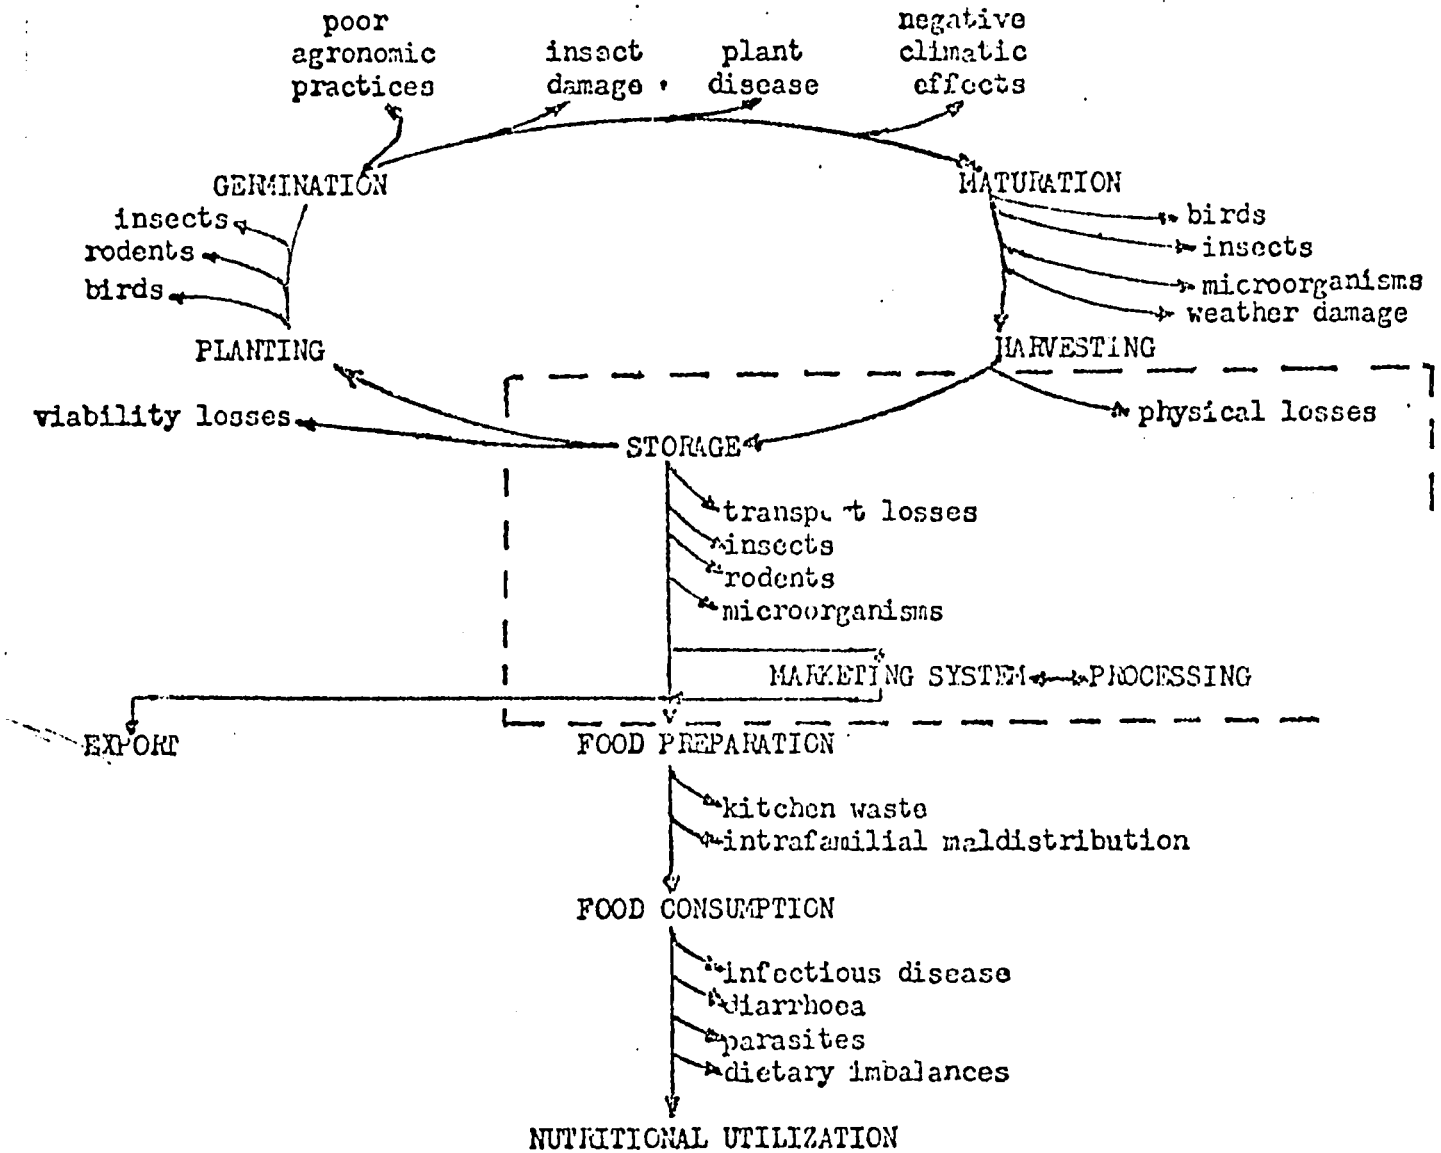 poor
agronomic
practices
insect
damage
plant
disease
negative
climatic
effects
GERMINATION
MATURATION
insects
rodents
birds
birds
insects
microorganisms
weather damage
PLANTING
HARVESTING
viability losses
physical losses
STORAGE
transport losses
insects
rodents
microorganisms
MARKETING SYSTEM
PROCESSING
EXPORT
FOOD PREPARATION
kitchen waste
intrafamilial maldistribution
FOOD CONSUMPTION
infectious disease
diarrhoea
parasites
dietary imbalances
NUTRITIONAL UTILIZATION